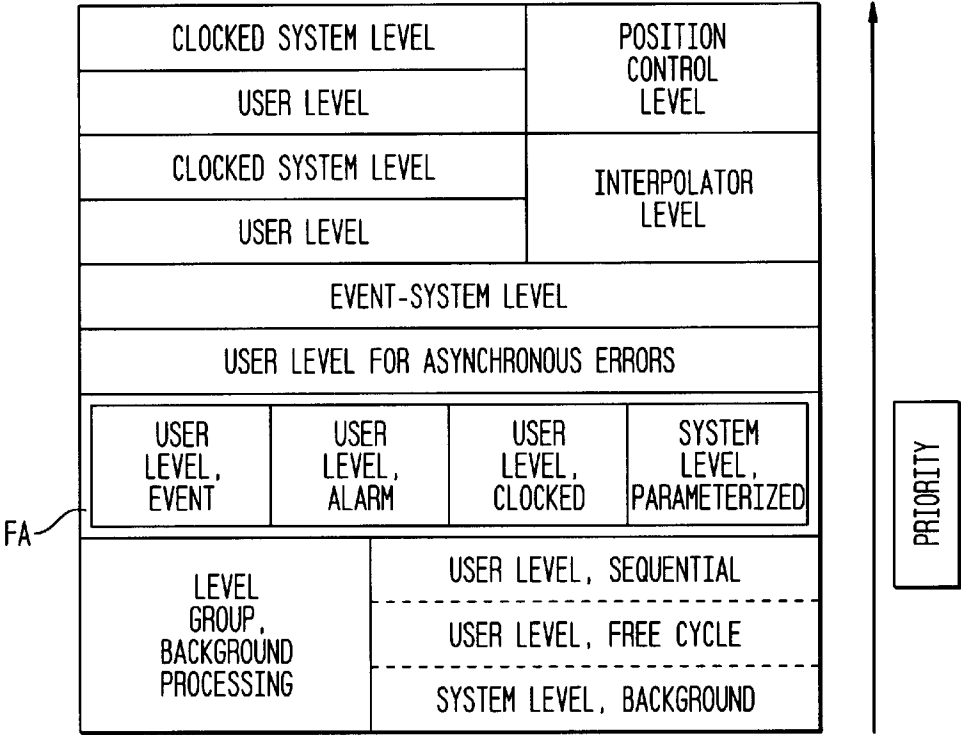 CLOCKED SYSTEM LEVEL
USER LEVEL
POSITION
CONTROL
LEVEL
CLOCKED SYSTEM LEVEL
USER LEVEL
INTERPOLATOR
LEVEL
EVENT-SYSTEM LEVEL
USER LEVEL FOR ASYNCHRONOUS ERRORS
USER
LEVEL,
EVENT
USER
LEVEL,
ALARM
USER
LEVEL,
CLOCKED
SYSTEM
LEVEL,
PARAMETERIZED
FA
LEVEL
GROUP,
BACKGROUND
PROCESSING
USER LEVEL, SEQUENTIAL
USER LEVEL, FREE CYCLE
SYSTEM LEVEL, BACKGROUND
PRIORITY